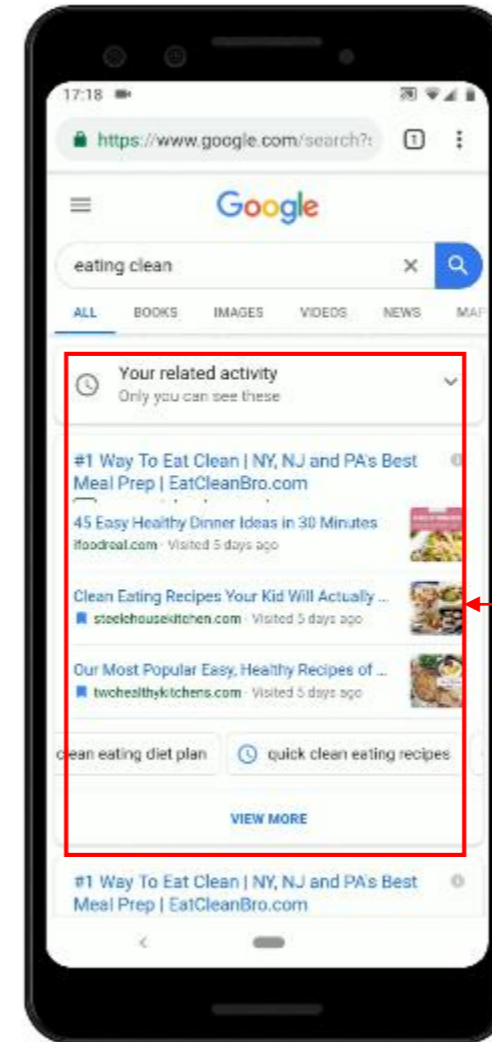 17:18
https://www.google.com/search?
1
Google
eating clean
ALL BOOKS IMAGES VIDEOS NEWS MAP
Your related activity
Only you can see these
#1 Way To Eat Clean | NY, NJ and PA's Best
Meal Prep | EatCleanBro.com
45 Easy Healthy Dinner Ideas in 30 Minutes
ifoodreal.com · Visited 5 days ago
Clean Eating Recipes Your Kid Will Actually ...
steelehousekitchen.com · Visited 5 days ago
Our Most Popular Easy, Healthy Recipes of ...
twohealthykitchens.com · Visited 5 days ago
clean eating diet plan
quick clean eating recipes
VIEW MORE
#1 Way To Eat Clean | NY, NJ and PA's Best
Meal Prep | EatCleanBro.com